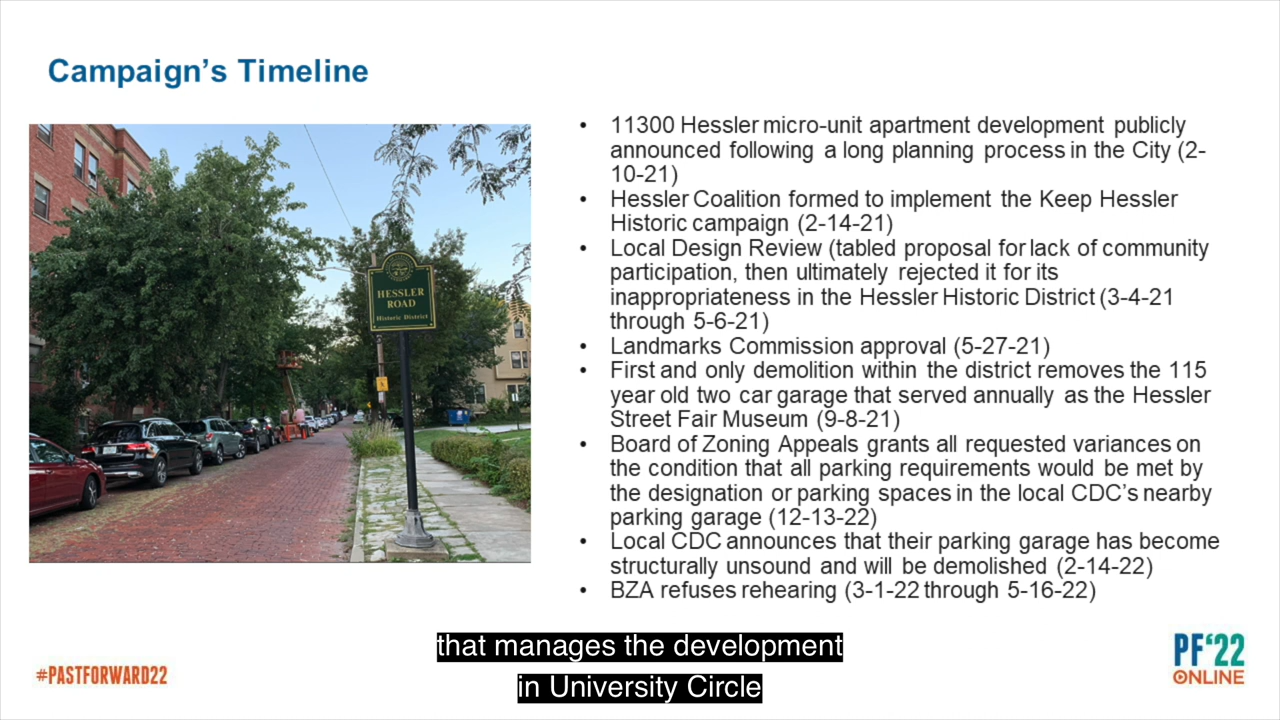 Campaign's Timeline
HESSLER
ROAD
Historic District
• 11300 Hessler micro-unit apartment development publicly
announced following a long planning process in the City (2-
10-21)
• Hessler Coalition formed to implement the Keep Hessler
Historic campaign (2-14-21)
• Local Design Review (tabled proposal for lack of community
participation, then ultimately rejected it for its
inappropriateness in the Hessler Historic District (3-4-21
through 5-6-21)
• Landmarks Commission approval (5-27-21)
• First and only demolition within the district removes the 115
year old two car garage that served annually as the Hessler
Street Fair Museum (9-8-21)
• Board of Zoning Appeals grants all requested variances on
the condition that all parking requirements would be met by
the designation or parking spaces in the local CDC's nearby
parking garage (12-13-22)
• Local CDC announces that their parking garage has become
structurally unsound and will be demolished (2-14-22)
• BZA refuses rehearing (3-1-22 through 5-16-22)
that manages the development
in University Circle
#PASTFORWARD22
PF'22
ONLINE